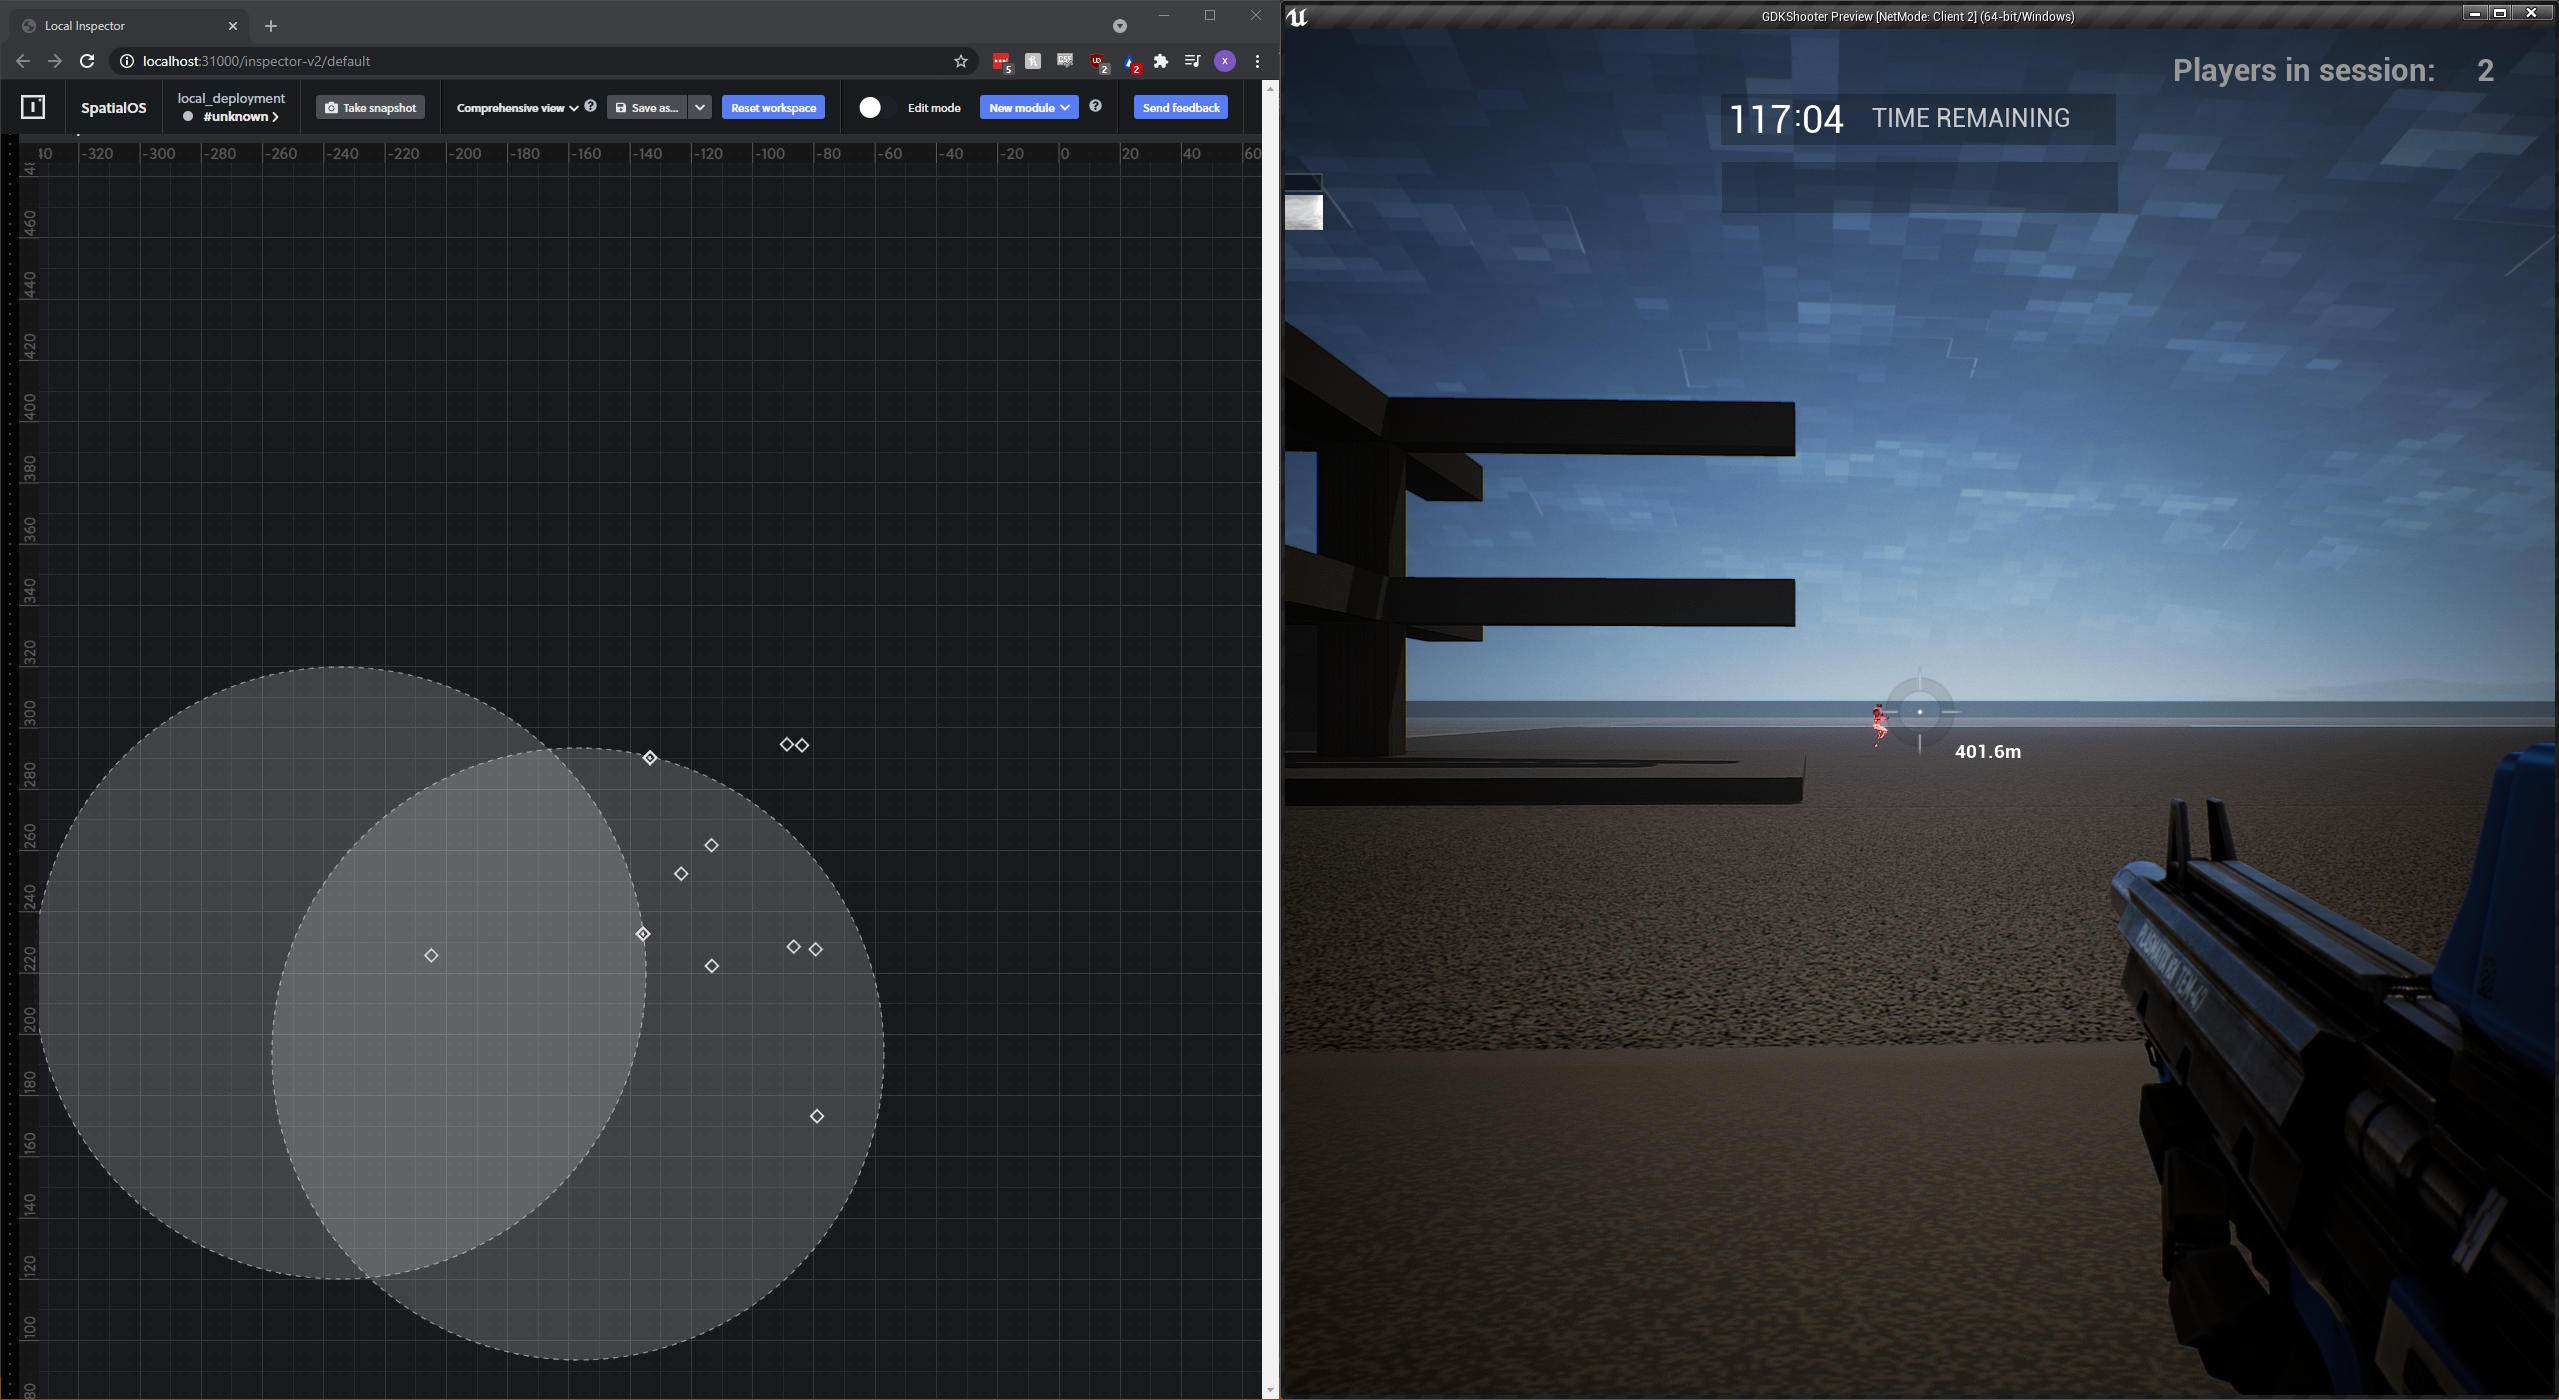 Local Inspector
localhost:31000/inspector-v2/default
5
2
2
X
SpatialOS
local_deployment
#unknown
Take snapshot
Comprehensive view
Save as...
Reset workspace
Edit mode
New module
Send feedback
-320 -300 -280 -260 -240 -220 -200 -180 -160 -140 -120 -100 -80 -60 -40 -20 0 20 40 60
460
440
420
400
380
360
340
320
300
280
260
240
220
200
180
160
140
120
100
80
GDKShooter Preview [NetMode: Client 2] (64-bit/Windows)
Players in session: 2
117:04 TIME REMAINING
401.6m